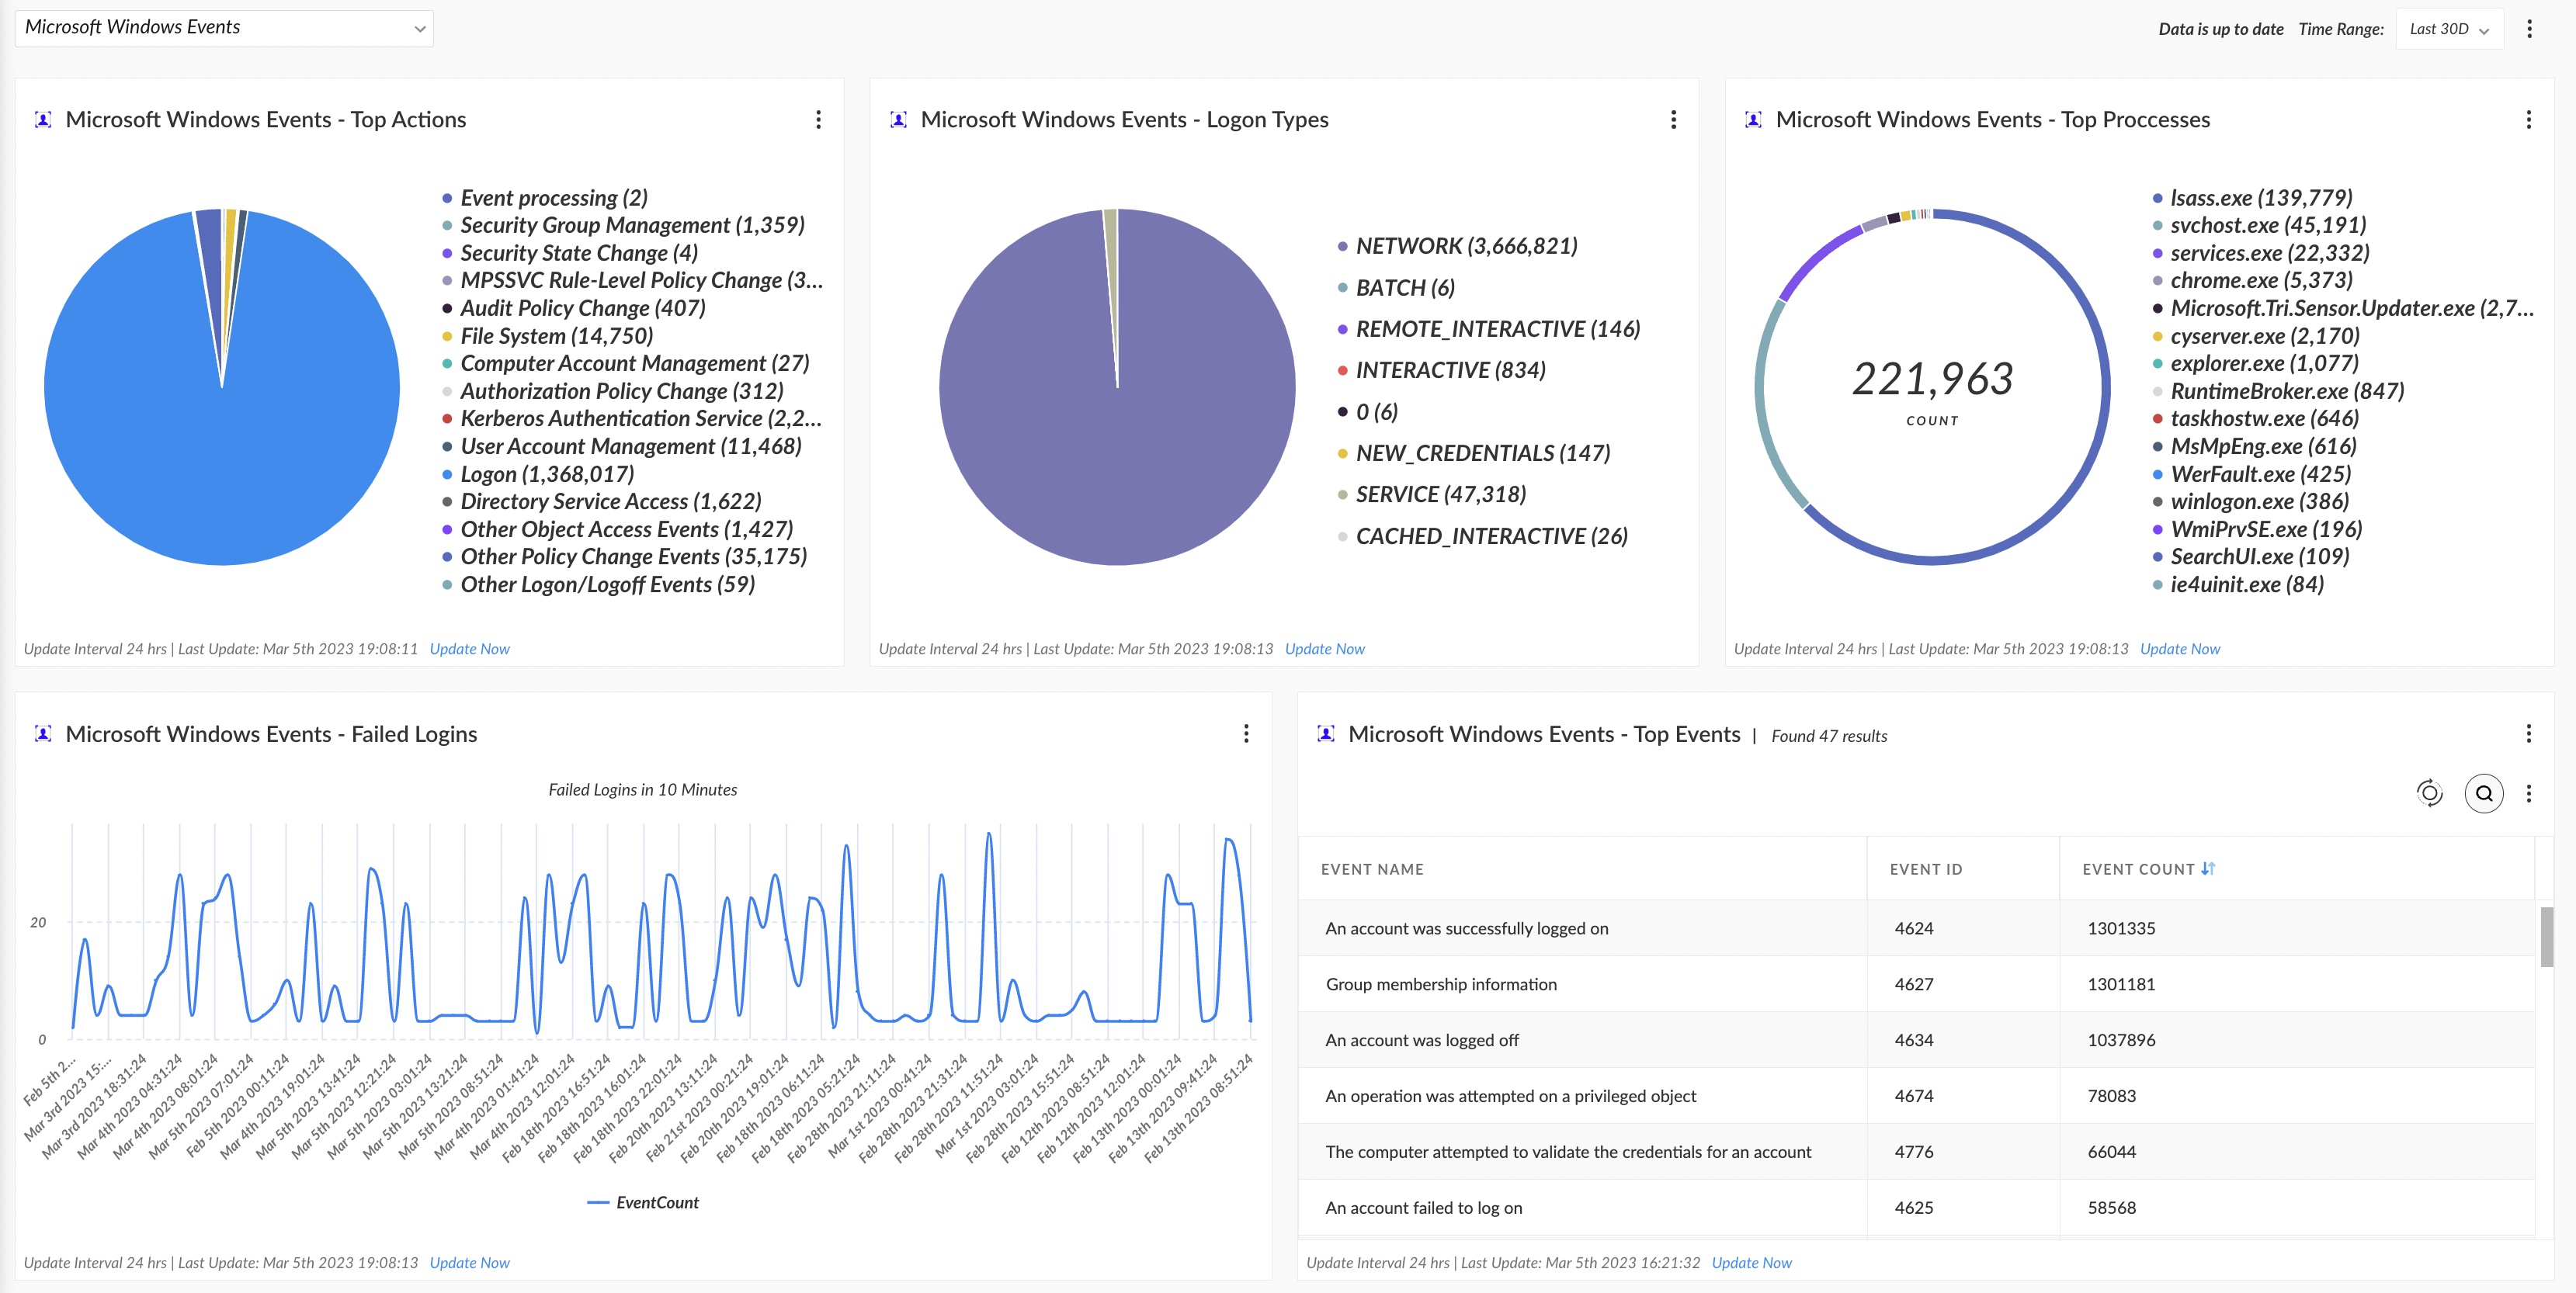 Microsoft Windows Events
Data is up to date Time Range: Last 30D
Microsoft Windows Events - Top Actions
Event processing (2)
Security Group Management (1,359)
Security State Change (4)
MPSSVC Rule-Level Policy Change (3...
Audit Policy Change (407)
File System (14,750)
Computer Account Management (27)
Authorization Policy Change (312)
Kerberos Authentication Service (2,2...
User Account Management (11,468)
Logon (1,368,017)
Directory Service Access (1,622)
Other Object Access Events (1,427)
Other Policy Change Events (35,175)
Other Logon/Logoff Events (59)
Update Interval 24 hrs | Last Update: Mar 5th 2023 19:08:11 Update Now
Microsoft Windows Events - Logon Types
NETWORK (3,666,821)
BATCH (6)
REMOTE_INTERACTIVE (146)
INTERACTIVE (834)
0 (6)
NEW_CREDENTIALS (147)
SERVICE (47,318)
CACHED_INTERACTIVE (26)
Update Interval 24 hrs | Last Update: Mar 5th 2023 19:08:13 Update Now
Microsoft Windows Events - Top Proccesses
221,963
COUNT
lsass.exe (139,779)
svchost.exe (45,191)
services.exe (22,332)
chrome.exe (5,373)
Microsoft.Tri.Sensor.Updater.exe (2,7...
cyserver.exe (2,170)
explorer.exe (1,077)
RuntimeBroker.exe (847)
taskhostw.exe (646)
MsMpEng.exe (616)
WerFault.exe (425)
winlogon.exe (386)
WmiPrvSE.exe (196)
SearchUI.exe (109)
ie4uinit.exe (84)
Update Interval 24 hrs | Last Update: Mar 5th 2023 19:08:13 Update Now
Microsoft Windows Events - Failed Logins
Failed Logins in 10 Minutes
20
0
Feb 5th 2...
Mar 3rd 2023 15:...
Mar 3rd 2023 18:31:24
Mar 4th 2023 04:31:24
Mar 4th 2023 08:01:24
Mar 5th 2023 07:01:24
Feb 5th 2023 00:11:24
Mar 4th 2023 19:01:24
Mar 5th 2023 13:41:24
Mar 5th 2023 12:21:24
Mar 5th 2023 03:01:24
Mar 5th 2023 13:21:24
Mar 5th 2023 08:51:24
Mar 4th 2023 01:41:24
Mar 4th 2023 12:01:24
Feb 18th 2023 16:51:24
Feb 18th 2023 16:01:24
Feb 18th 2023 22:01:24
Feb 20th 2023 13:11:24
Feb 21st 2023 00:21:24
Feb 20th 2023 19:01:24
Feb 18th 2023 06:11:24
Feb 18th 2023 05:21:24
Feb 28th 2023 21:11:24
Mar 1st 2023 00:41:24
Feb 28th 2023 21:31:24
Feb 28th 2023 11:51:24
Mar 1st 2023 03:01:24
Feb 28th 2023 15:51:24
Feb 12th 2023 08:51:24
Feb 12th 2023 12:01:24
Feb 13th 2023 00:01:24
Feb 13th 2023 09:41:24
Feb 13th 2023 08:51:24
EventCount
Update Interval 24 hrs | Last Update: Mar 5th 2023 19:08:13 Update Now
Microsoft Windows Events - Top Events | Found 47 results
EVENT NAME EVENT ID EVENT COUNT
An account was successfully logged on 4624 1301335
Group membership information 4627 1301181
An account was logged off 4634 1037896
An operation was attempted on a privileged object 4674 78083
The computer attempted to validate the credentials for an account 4776 66044
An account failed to log on 4625 58568
Update Interval 24 hrs | Last Update: Mar 5th 2023 16:21:32 Update Now